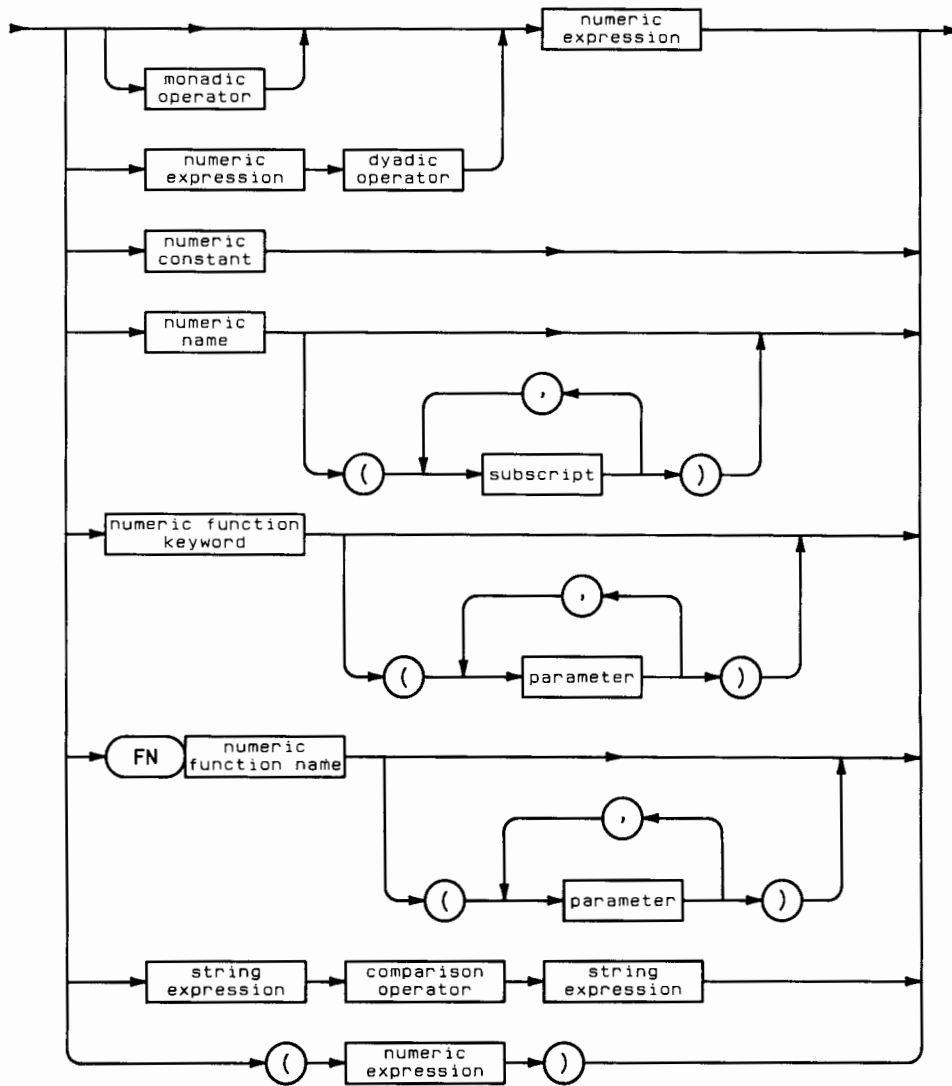 numeric
expression
monadic
operator
numeric
expression
dyadic
operator
numeric
constant
numeric
name
,
(
subscript
)
numeric function
keyword
,
(
parameter
)
FN
numeric
function name
,
(
parameter
)
string
expression
comparison
operator
string
expression
(
numeric
expression
)